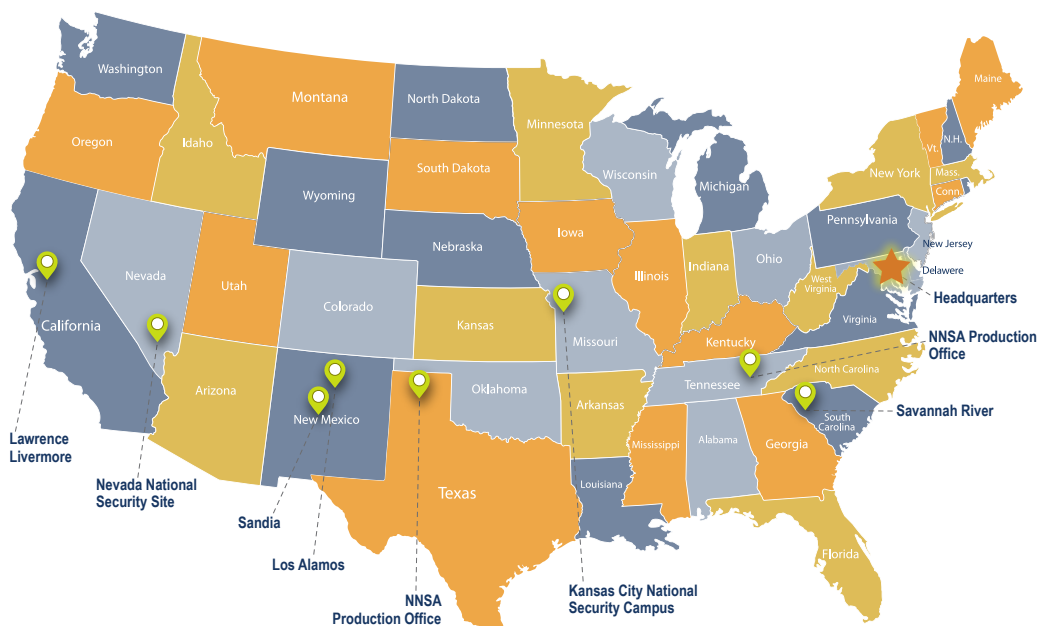 Washington
Montana
North Dakota
Minnesota
Maine
Oregon
Idaho
South Dakota
Wisconsin
Michigan
New York
Vt.
N.H.
Mass.
Conn.
Wyoming
Nebraska
Iowa
Illinois
Indiana
Ohio
Pennsylvania
New Jersey
Delawere
Headquarters
Nevada
Utah
Colorado
Kansas
Missouri
Kentucky
West
Virginia
Virginia
NNSA Production
Office
California
Arizona
New Mexico
Oklahoma
Arkansas
Tennessee
North Carolina
South
Carolina
Savannah River
Texas
Louisiana
Mississippi
Alabama
Georgia
Florida
Lawrence
Livermore
Nevada National
Security Site
Sandia
Los Alamos
NNSA
Production Office
Kansas City National
Security Campus